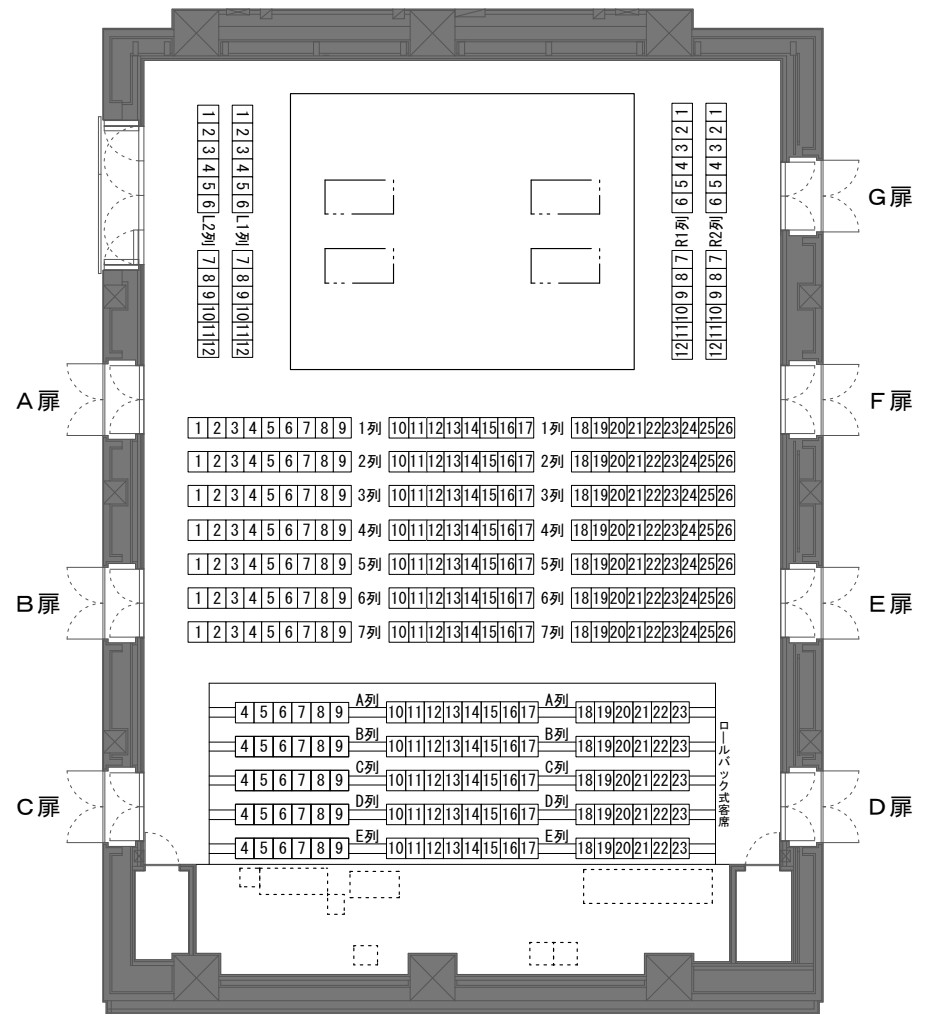 1 2 3 4 5 6 L2列 7 8 9 10 11 12
1 2 3 4 5 6 L1列 7 8 9 10 11 12
1 2 3 4 5 6 R1列 7 8 9 10 11 12
1 2 3 4 5 6 R2列 7 8 9 10 11 12
G扉
A扉
F扉
1 2 3 4 5 6 7 8 9 1列 10 11 12 13 14 15 16 17 1列 18 19 20 21 22 23 24 25 26
1 2 3 4 5 6 7 8 9 2列 10 11 12 13 14 15 16 17 2列 18 19 20 21 22 23 24 25 26
1 2 3 4 5 6 7 8 9 3列 10 11 12 13 14 15 16 17 3列 18 19 20 21 22 23 24 25 26
1 2 3 4 5 6 7 8 9 4列 10 11 12 13 14 15 16 17 4列 18 19 20 21 22 23 24 25 26
1 2 3 4 5 6 7 8 9 5列 10 11 12 13 14 15 16 17 5列 18 19 20 21 22 23 24 25 26
B扉
E扉
1 2 3 4 5 6 7 8 9 6列 10 11 12 13 14 15 16 17 6列 18 19 20 21 22 23 24 25 26
1 2 3 4 5 6 7 8 9 7列 10 11 12 13 14 15 16 17 7列 18 19 20 21 22 23 24 25 26
4 5 6 7 8 9 A列 10 11 12 13 14 15 16 17 A列 18 19 20 21 22 23
4 5 6 7 8 9 B列 10 11 12 13 14 15 16 17 B列 18 19 20 21 22 23
4 5 6 7 8 9 C列 10 11 12 13 14 15 16 17 C列 18 19 20 21 22 23
4 5 6 7 8 9 D列 10 11 12 13 14 15 16 17 D列 18 19 20 21 22 23
4 5 6 7 8 9 E列 10 11 12 13 14 15 16 17 E列 18 19 20 21 22 23
ロールバック式客席
C扉
D扉